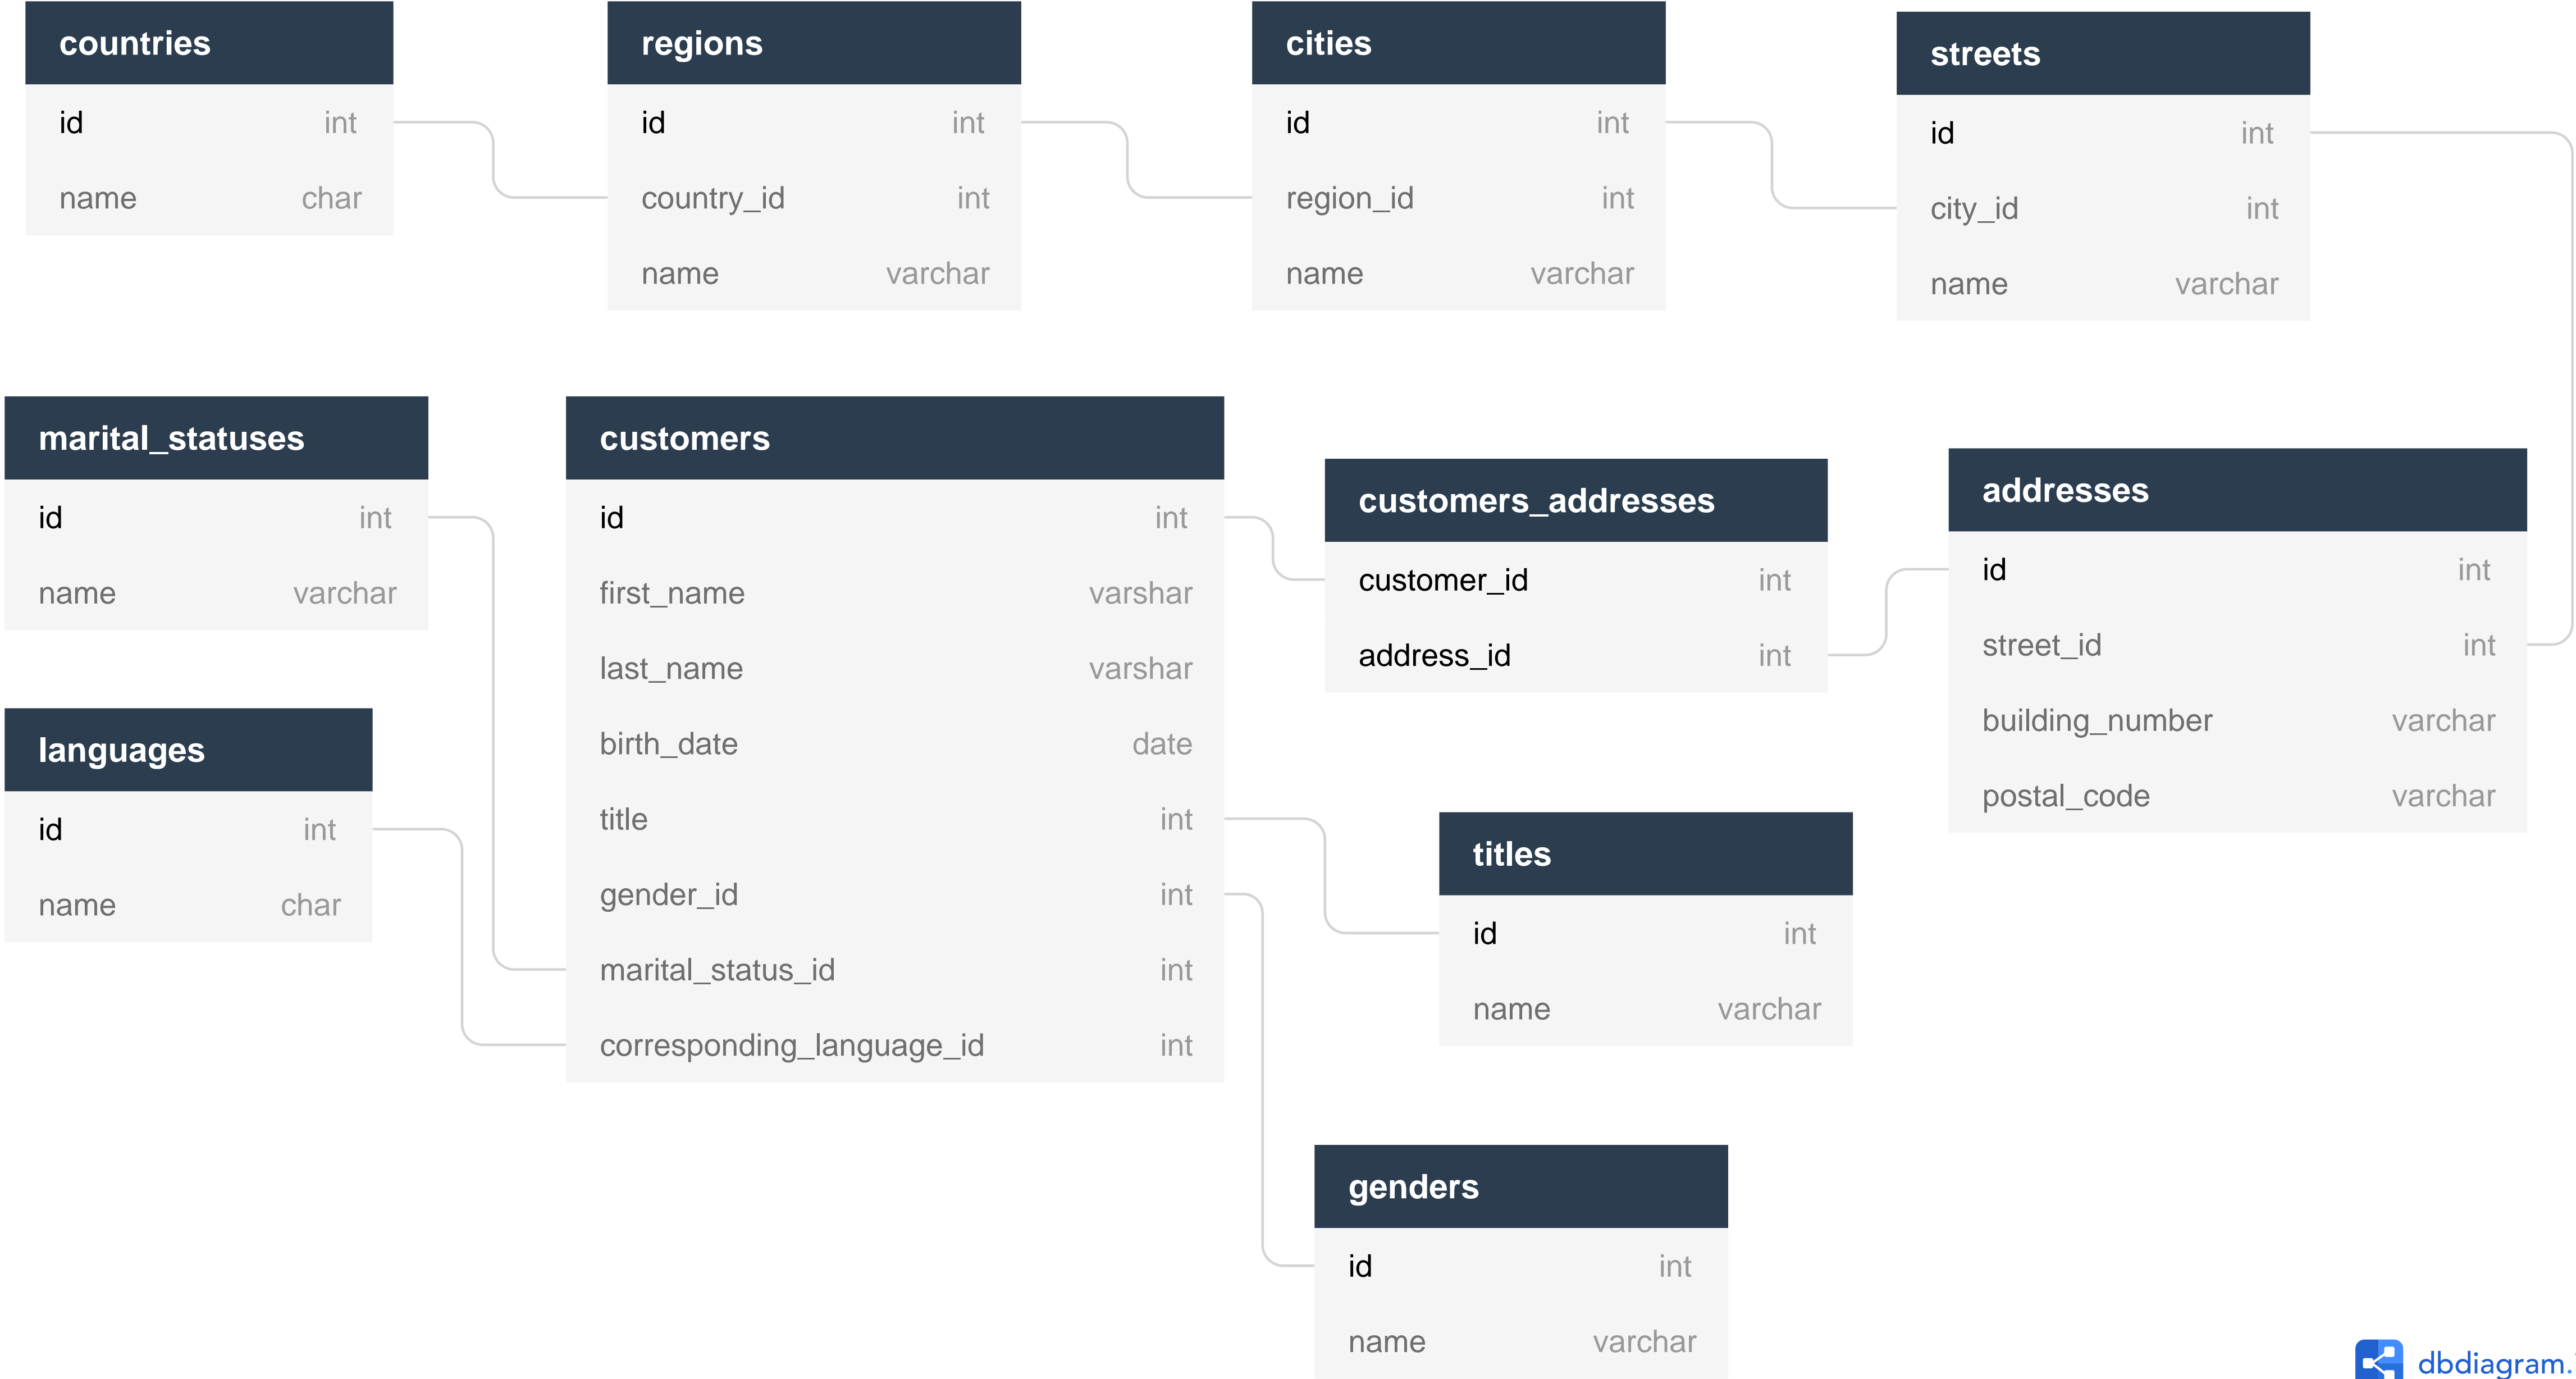 countries
id int
name char
regions
id int
country_id int
name varchar
cities
id int
region_id int
name varchar
streets
id int
city_id int
name varchar
marital_statuses
id int
name varchar
languages
id int
name char
customers
id int
first_name varshar
last_name varshar
birth_date date
title int
gender_id int
marital_status_id int
corresponding_language_id int
customers_addresses
customer_id int
address_id int
addresses
id int
street_id int
building_number varchar
postal_code varchar
titles
id int
name varchar
genders
id int
name varchar
dbdiagram.